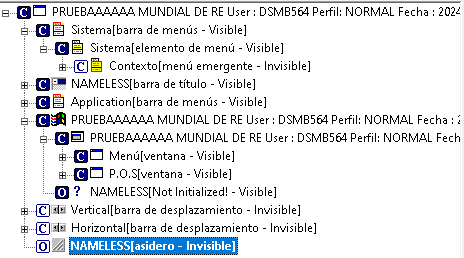 C PRUEBAAAAAA MUNDIAL DE RE User : DSMB564 Perfil: NORMAL Fecha : 2024
C Sistema[barra de menús - Visible]
C Sistema[elemento de menú - Visible]
C Contexto[menú emergente - Invisible]
C NAMELESS[barra de título - Visible]
C Application[barra de menús - Visible]
C PRUEBAAAAAA MUNDIAL DE RE User : DSMB564 Perfil: NORMAL Fecha : 2
C PRUEBAAAAAA MUNDIAL DE RE User : DSMB564 Perfil: NORMAL Fecha
C Menú[ventana - Visible]
C P.O.S[ventana - Visible]
O ? NAMELESS[Not Initialized! - Visible]
C Vertical[barra de desplazamiento - Invisible]
C Horizontal[barra de desplazamiento - Invisible]
O NAMELESS[asidero - Invisible]